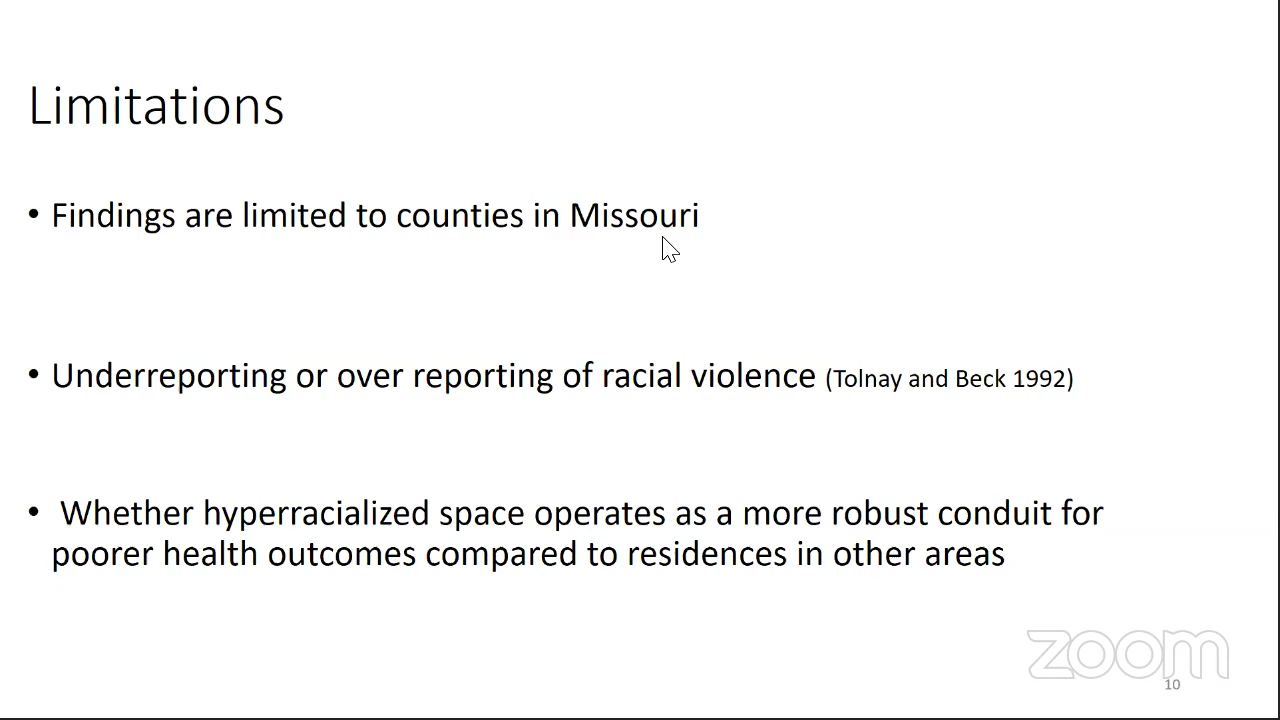 Limitations
• Findings are limited to counties in Missouri
• Underreporting or over reporting of racial violence (Tolnay and Beck 1992)
• Whether hyperracialized space operates as a more robust conduit for
poorer health outcomes compared to residences in other areas
zoom
10